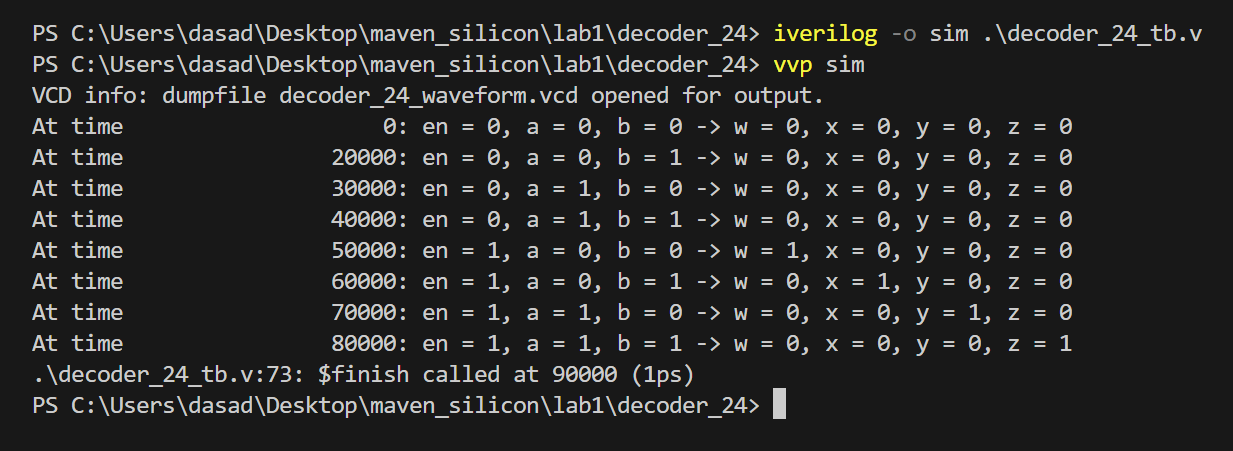 PS C:\Users\dasad\Desktop\maven_silicon\lab1\decoder_24> iverilog -o sim .\decoder_24_tb.v
PS C:\Users\dasad\Desktop\maven_silicon\lab1\decoder_24> vvp sim
VCD info: dumpfile decoder_24_waveform.vcd opened for output.
At time                    0: en = 0, a = 0, b = 0 -> w = 0, x = 0, y = 0, z = 0
At time                20000: en = 0, a = 0, b = 1 -> w = 0, x = 0, y = 0, z = 0
At time                30000: en = 0, a = 1, b = 0 -> w = 0, x = 0, y = 0, z = 0
At time                40000: en = 0, a = 1, b = 1 -> w = 0, x = 0, y = 0, z = 0
At time                50000: en = 1, a = 0, b = 0 -> w = 1, x = 0, y = 0, z = 0
At time                60000: en = 1, a = 0, b = 1 -> w = 0, x = 1, y = 0, z = 0
At time                70000: en = 1, a = 1, b = 0 -> w = 0, x = 0, y = 1, z = 0
At time                80000: en = 1, a = 1, b = 1 -> w = 0, x = 0, y = 0, z = 1
.\decoder_24_tb.v:73: $finish called at 90000 (1ps)
PS C:\Users\dasad\Desktop\maven_silicon\lab1\decoder_24>